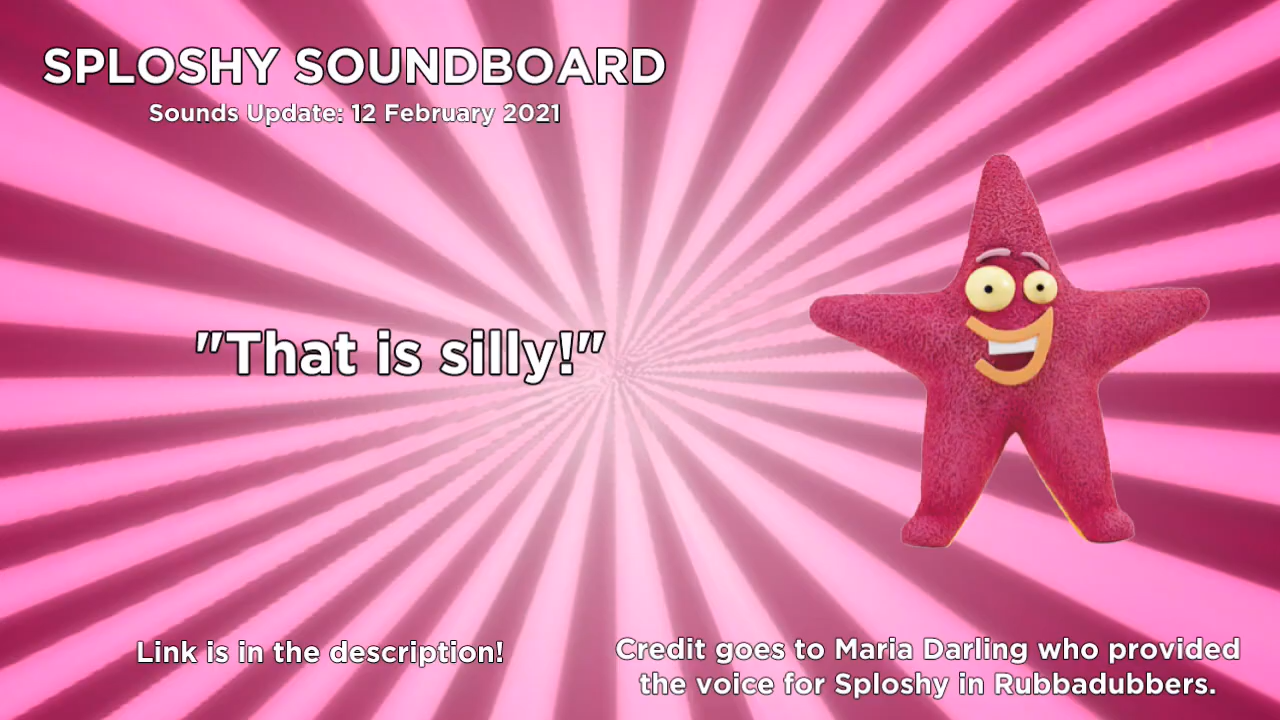 SPLOSHY SOUNDBOARD
Sounds Update: 12 February 2021
"That is silly!"
Link is in the description!
Credit goes to Maria Darling who provided
the voice for Sploshy in Rubbadubbers.